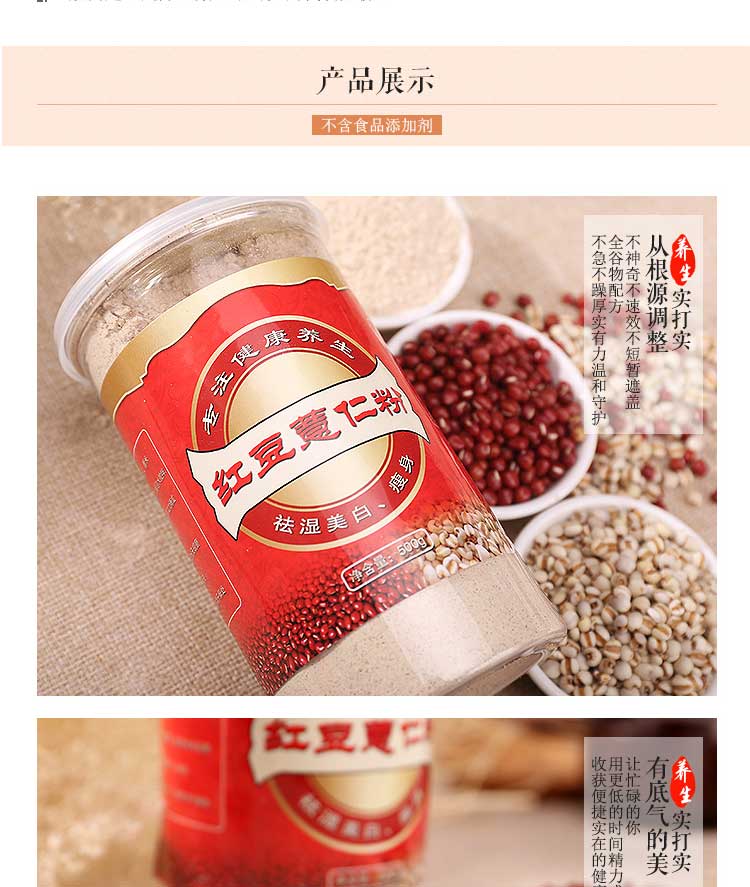 产品展示
不含食品添加剂
养生实打实
从根源调整
不神奇不速效不短暂遮盖
全谷物配方
不急不躁厚实有力温和守护
专注健康养生
红豆薏仁粉
祛湿美白、瘦身
净含量：500g
养生实打实
有底气的美
让忙碌的你
用更低的时间精力
收获便捷实在的健
红豆薏仁
祛湿美白、